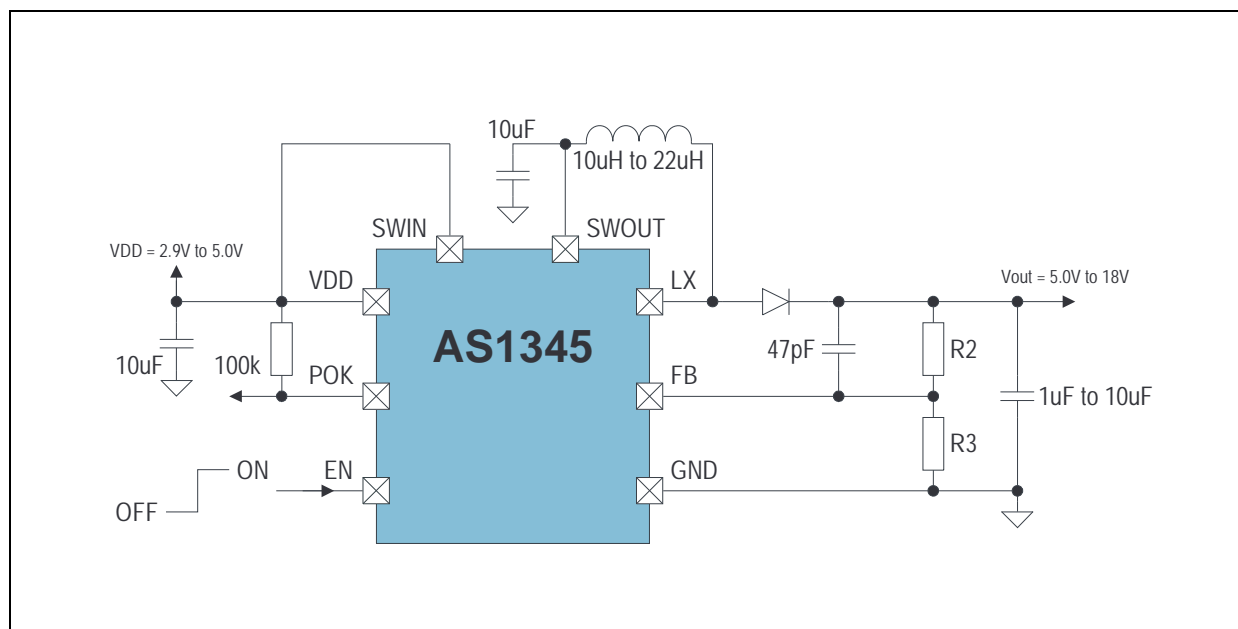 10uF
10uH to 22uH
SWIN
SWOUT
VDD = 2.9V to 5.0V
VDD
LX
Vout = 5.0V to 18V
AS1345
10uF
100k
POK
47pF
FB
R2
1uF to 10uF
R3
ON
EN
GND
OFF